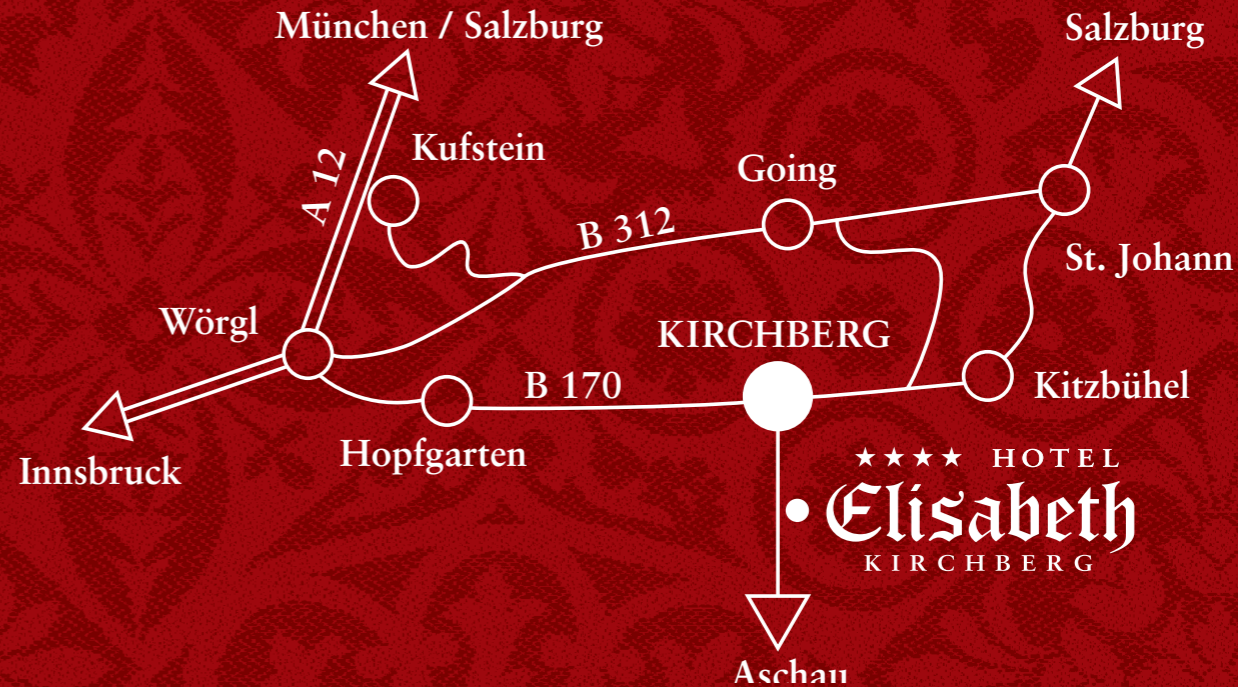 München / Salzburg
Salzburg
Kufstein
A 12
Going
B 312
St. Johann
Wörgl
KIRCHBERG
B 170
Kitzbühel
Hopfgarten
Innsbruck
★★★★ HOTEL
Elisabeth
KIRCHBERG
Aschau